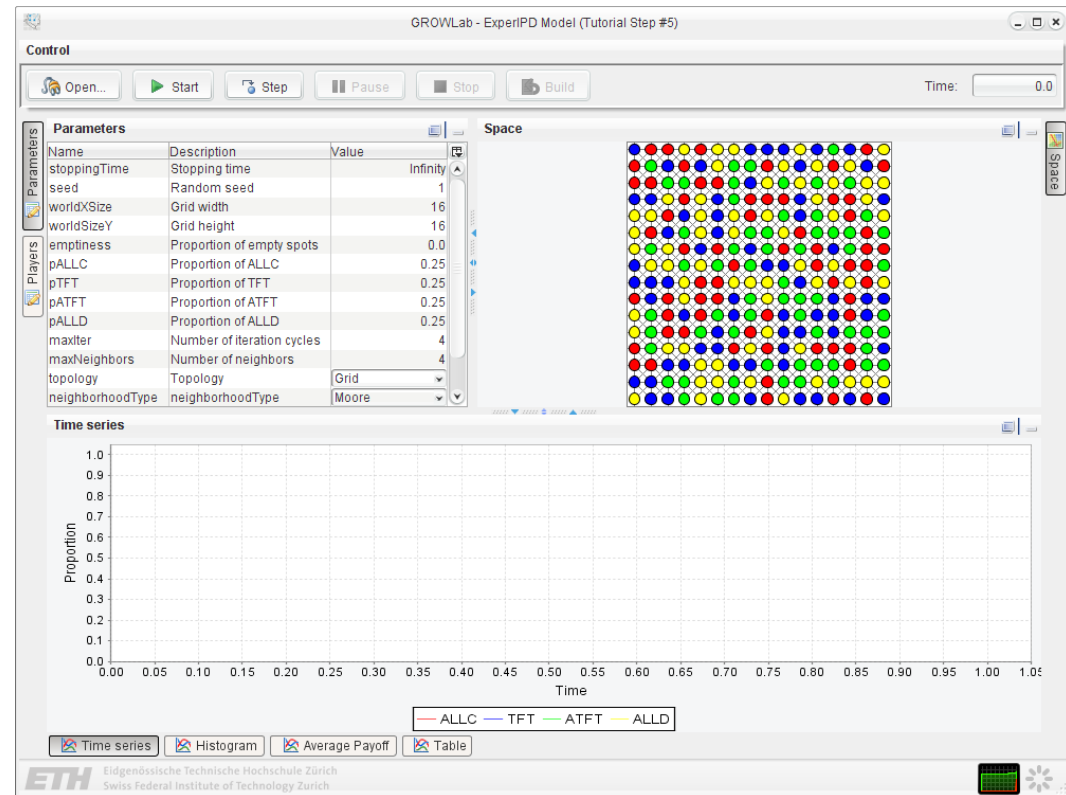 GROWLab - ExperIPD Model (Tutorial Step #5)
Control
Open... Start Step Pause Stop Build Time: 0.0
Parameters
Players
Parameters
Name Description Value
stoppingTime Stopping time Infinity
seed Random seed 1
worldXSize Grid width 16
worldSizeY Grid height 16
emptiness Proportion of empty spots 0.0
pALLC Proportion of ALLC 0.25
pTFT Proportion of TFT 0.25
pATFT Proportion of ATFT 0.25
pALLD Proportion of ALLD 0.25
maxIter Number of iteration cycles 4
maxNeighbors Number of neighbors 4
topology Topology Grid
neighborhoodType neighborhoodType Moore
Space
Space
Time series
Proportion
1.0
0.9
0.8
0.7
0.6
0.5
0.4
0.3
0.2
0.1
0.0
0.00 0.05 0.10 0.15 0.20 0.25 0.30 0.35 0.40 0.45 0.50 0.55 0.60 0.65 0.70 0.75 0.80 0.85 0.90 0.95 1.00 1.05
Time
ALLC TFT ATFT ALLD
Time series Histogram Average Payoff Table
ETH
Eidgenössische Technische Hochschule Zürich
Swiss Federal Institute of Technology Zurich